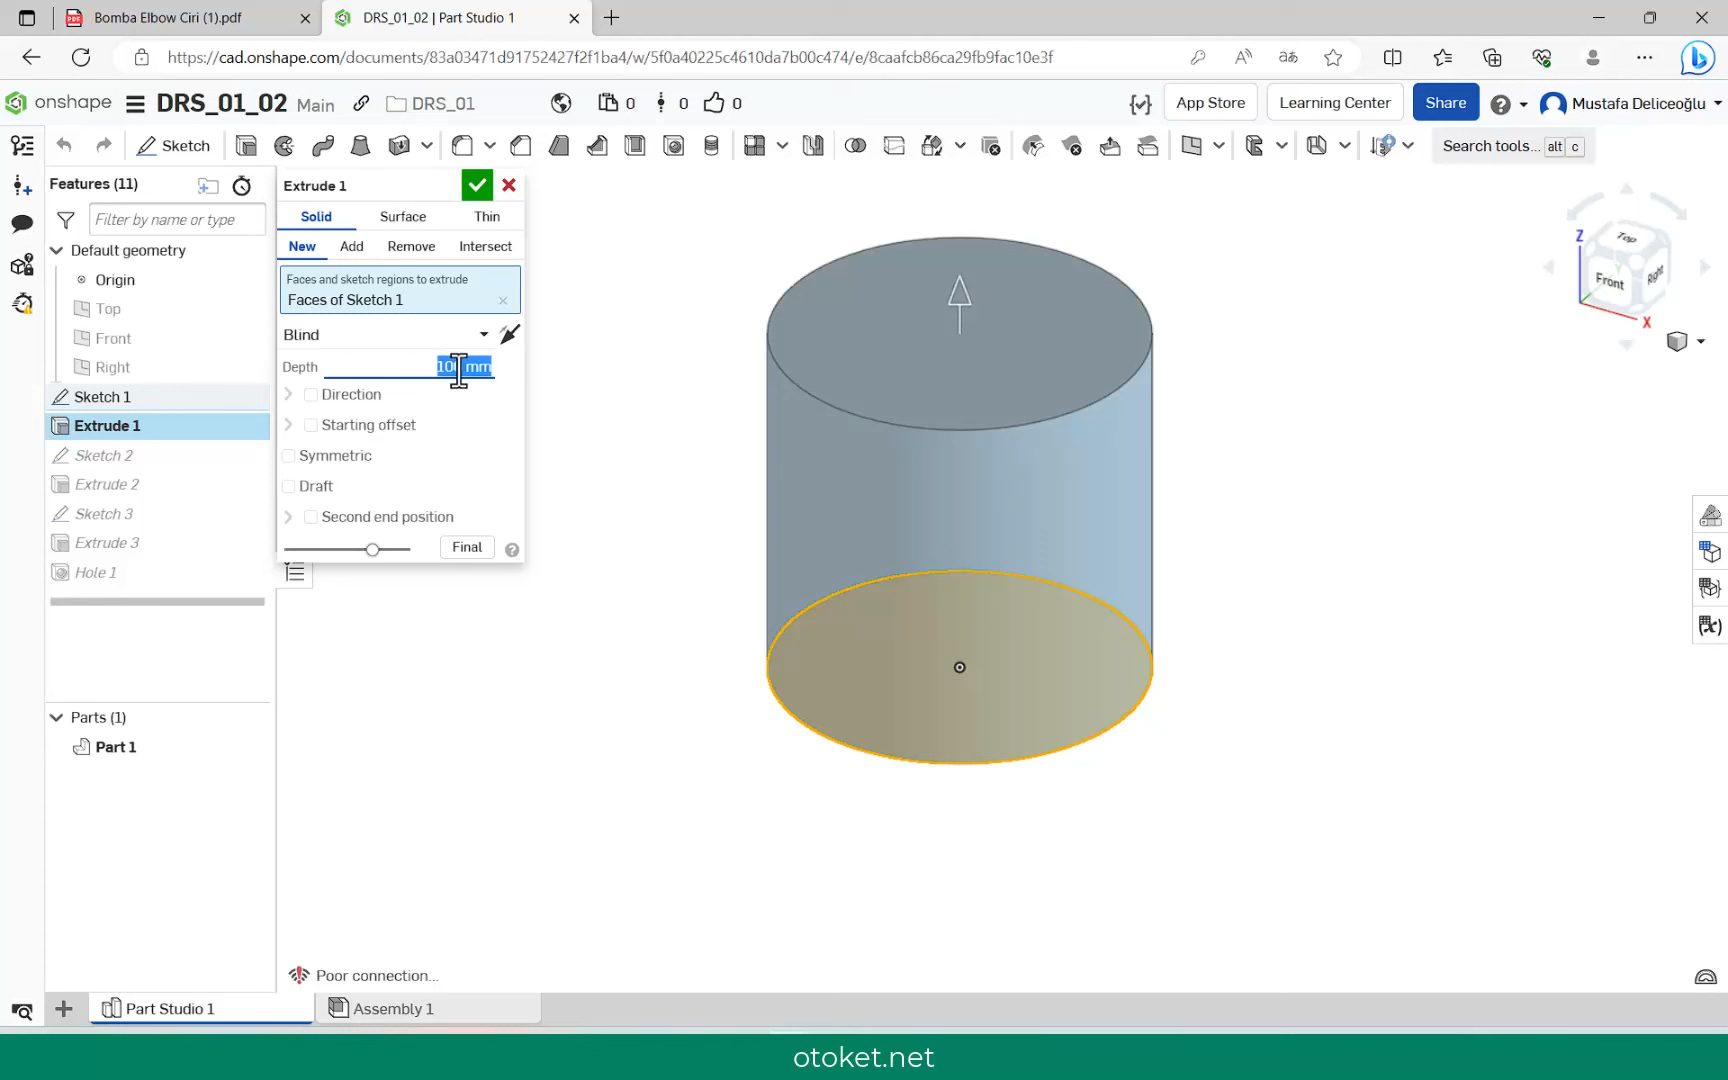 Bomba Elbow Ciri (1).pdf
DRS_01_02 | Part Studio 1
https://cad.onshape.com/documents/83a03471d91752427f2f1ba4/w/5f0a40225c4610da7b00c474/e/8caafcb86ca29fb9fac10e3f
onshape DRS_01_02 Main DRS_01 0 0 0 App Store Learning Center Share Mustafa Deliceoğlu
Sketch Search tools... alt c
Features (11)
Filter by name or type
Default geometry
Origin
Top
Front
Right
Sketch 1
Extrude 1
Sketch 2
Extrude 2
Sketch 3
Extrude 3
Hole 1
Parts (1)
Part 1
Extrude 1
Solid Surface Thin
New Add Remove Intersect
Faces and sketch regions to extrude
Faces of Sketch 1
Blind
Depth mm
Direction
Starting offset
Symmetric
Draft
Second end position
Final
Z
Top
Front
Right
X
Poor connection...
Part Studio 1
Assembly 1
otoket.net